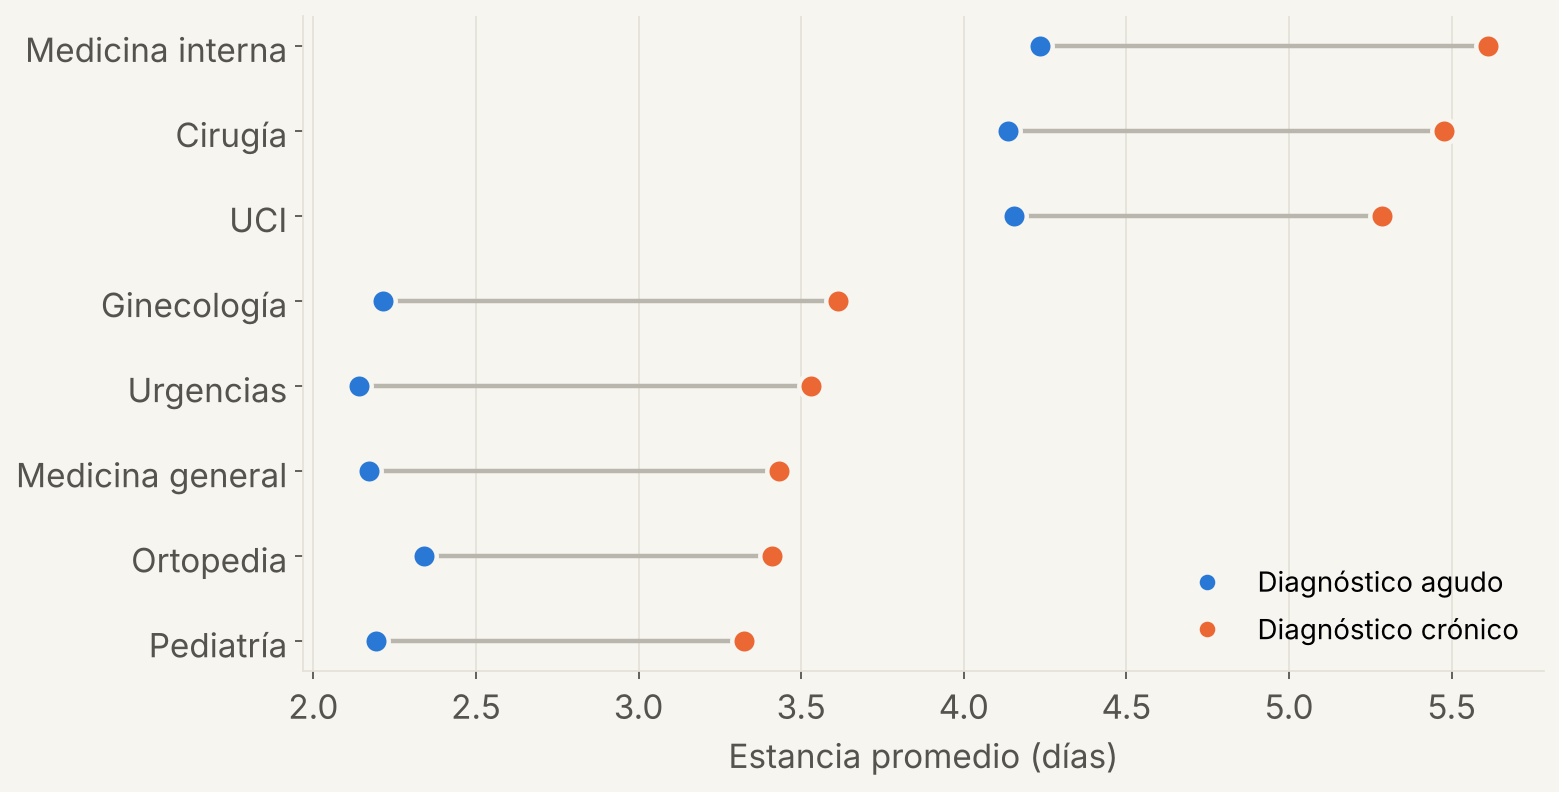 Medicina interna
Cirugía
UCI
Ginecología
Urgencias
Medicina general
Ortopedia
Pediatría
Diagnóstico agudo
Diagnóstico crónico
2.0 2.5 3.0 3.5 4.0 4.5 5.0 5.5
Estancia promedio (días)